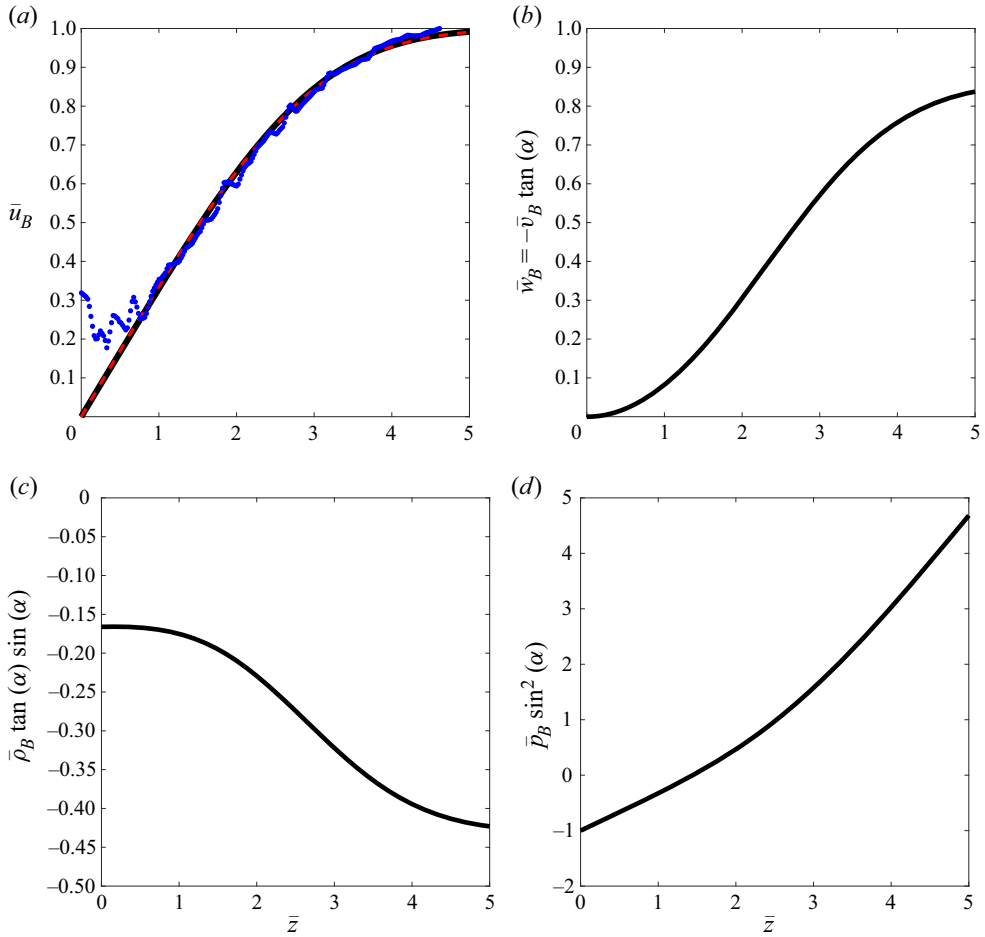 (a)
1.0
0.9
0.8
0.7
0.6
ū_B 0.5
0.4
0.3
0.2
0.1
0 1 2 3 4 5
(b)
1.0
0.9
0.8
0.7
0.6
0.5
0.4
0.3
0.2
0.1
w̄_B = −v̄_B tan (α)
0 1 2 3 4 5
(c)
0
−0.05
−0.10
−0.15
−0.20
−0.25
−0.30
−0.35
−0.40
−0.45
−0.50
ρ̄_B tan (α) sin (α)
0 1 2 3 4 5
z̄
(d)
5
4
3
2
1
0
−1
−2
p̄_B sin² (α)
0 1 2 3 4 5
z̄